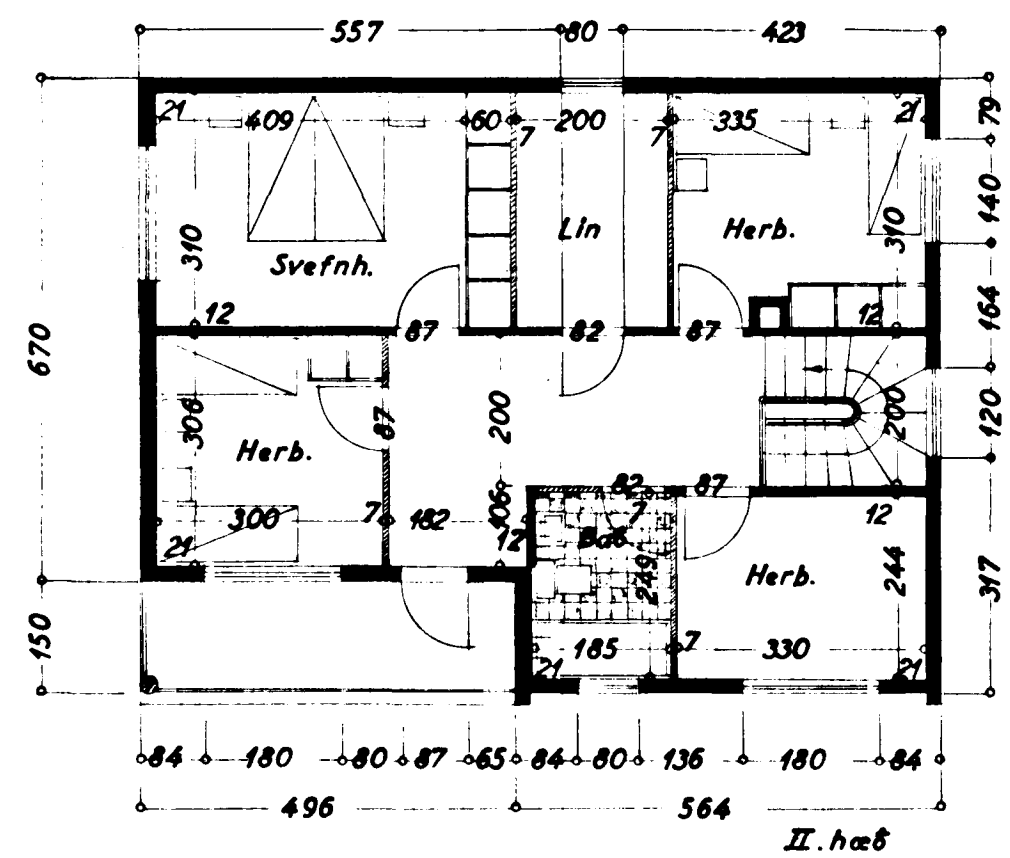 557 80 423
21 409 60 7 200 7 335 21
79
140
310 Svefnh. Lin Herb. 310
164
12 87 82 87 12
670
306 Herb. 87 200 200 120
82 87
300 7 182 106 7 12
21 12 Bað
249 Herb. 244 317
150
185 7 330
21 21
84 180 80 87 65 84 80 136 180 84
496 564
II. hæð